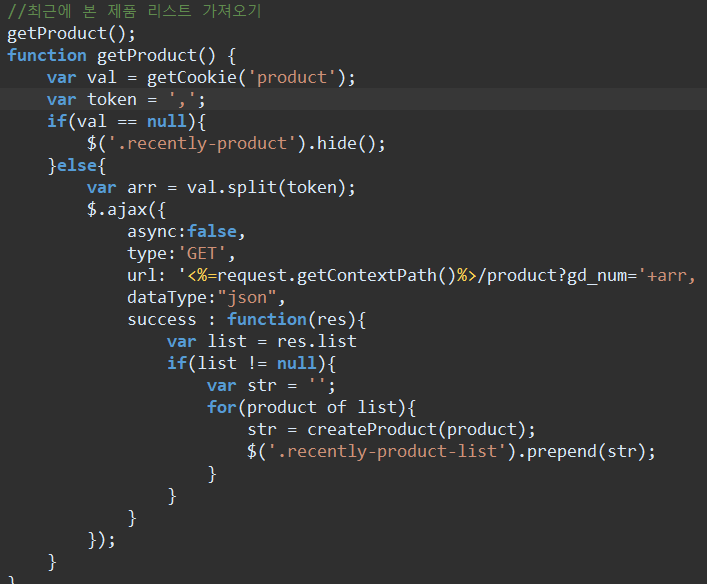 //최근에 본 제품 리스트 가져오기
getProduct();
function getProduct() {
    var val = getCookie('product');
    var token = ',';
    if(val == null){
        $('.recently-product').hide();
    }else{
        var arr = val.split(token);
        $.ajax({
            async:false,
            type:'GET',
            url: '<%=request.getContextPath()%>/product?gd_num='+arr,
            dataType:"json",
            success : function(res){
                var list = res.list
                if(list != null){
                    var str = '';
                    for(product of list){
                        str = createProduct(product);
                        $('.recently-product-list').prepend(str);
                    }
                }
            }
        });
    }
}